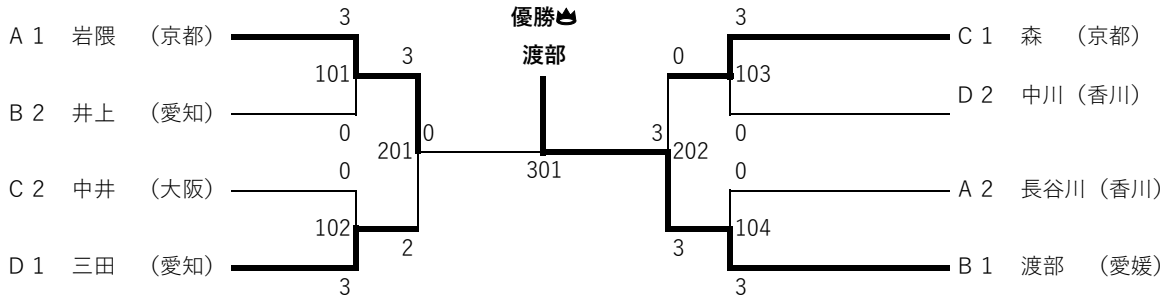 優勝
渡部
A 1 岩隈 （京都）
3
101
0
B 2 井上 （愛知）
C 2 中井 （大阪）
0
102
3
D 1 三田 （愛知）
3
201
2
0
301
3
C 1 森 （京都）
3
103
0
D 2 中川（香川）
A 2 長谷川（香川）
0
104
3
B 1 渡部 （愛媛）
0
202
3